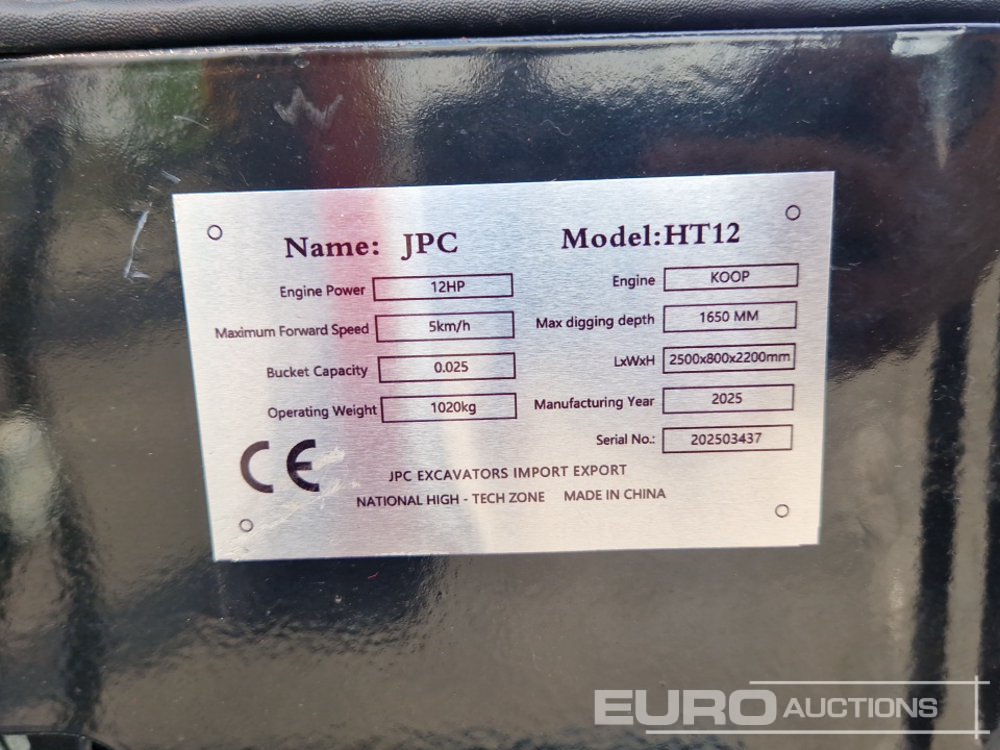 Name: JPC Model:HT12
Engine Power 12HP Engine KOOP
Maximum Forward Speed 5km/h Max digging depth 1650 MM
Bucket Capacity 0.025 LxWxH 2500x800x2200mm
Operating Weight 1020kg Manufacturing Year 2025
Serial No.: 202503437
CE
JPC EXCAVATORS IMPORT EXPORT
NATIONAL HIGH - TECH ZONE MADE IN CHINA
EURO AUCTIONS